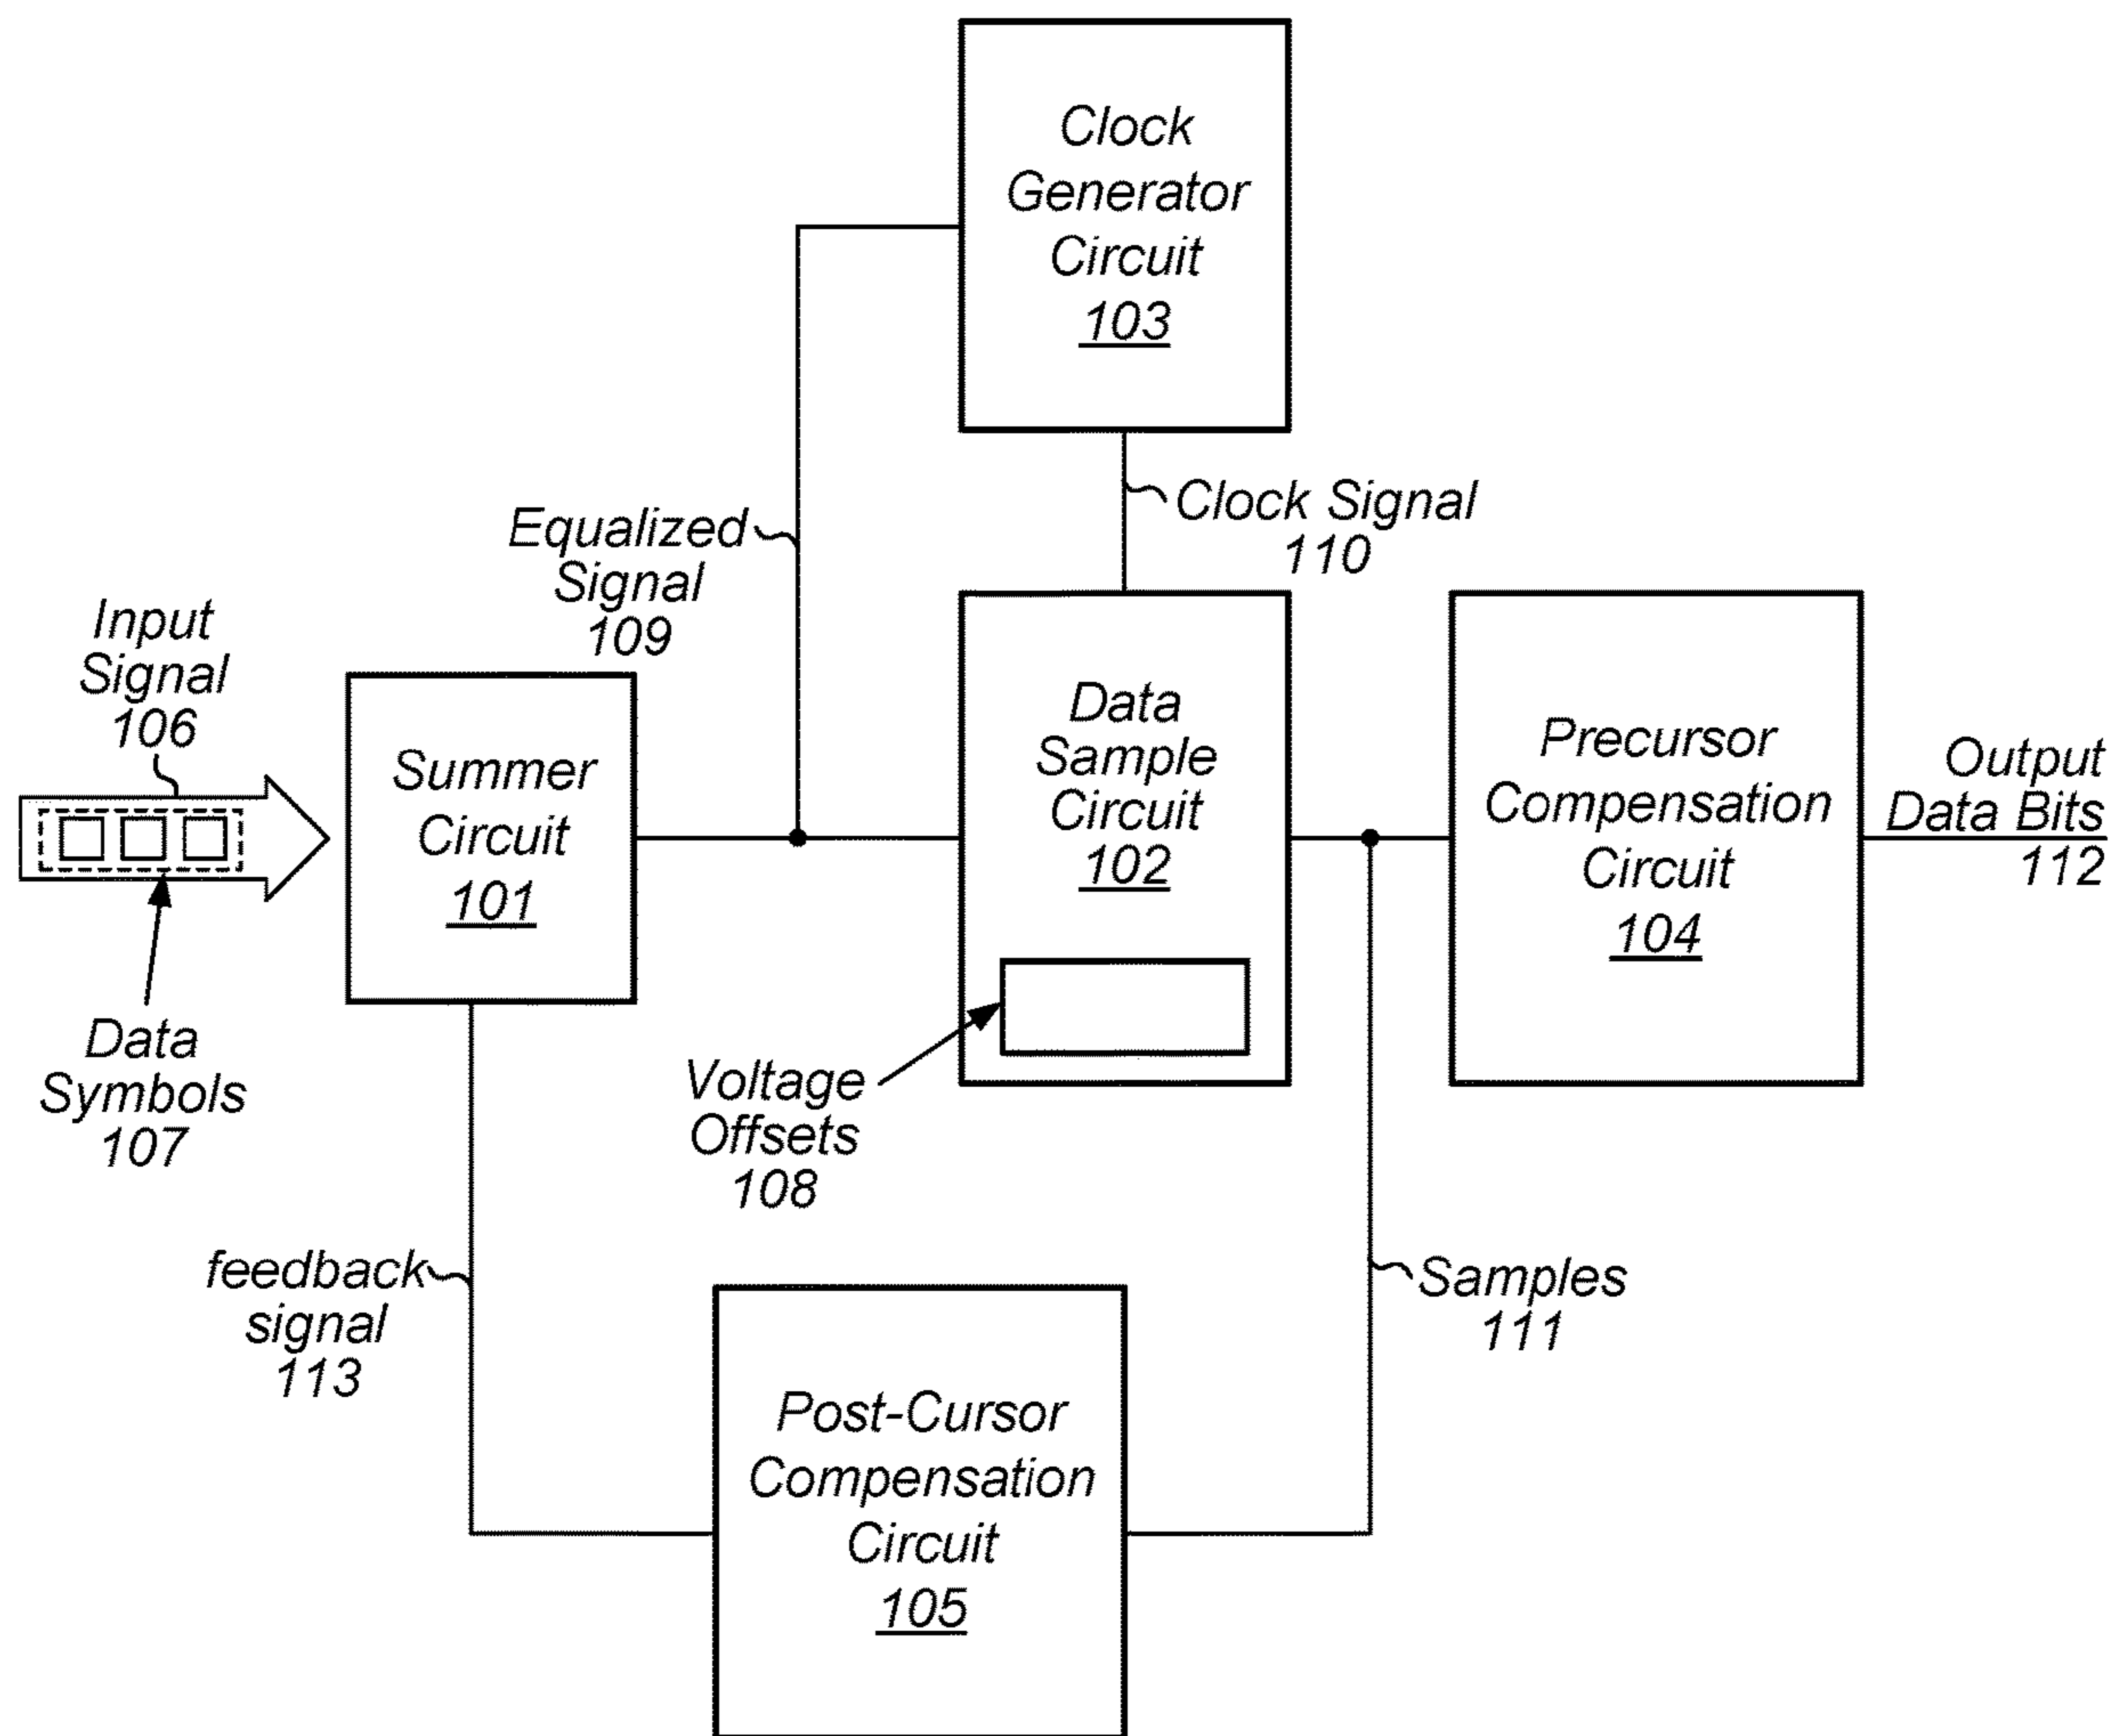 Clock
Generator
Circuit
103
Clock Signal
110
Equalized
Signal
109
Input
Signal
106
Summer
Circuit
101
Data
Sample
Circuit
102
Precursor
Compensation
Circuit
104
Output
Data Bits
112
Data
Symbols
107
Voltage
Offsets
108
feedback
signal
113
Samples
111
Post-Cursor
Compensation
Circuit
105